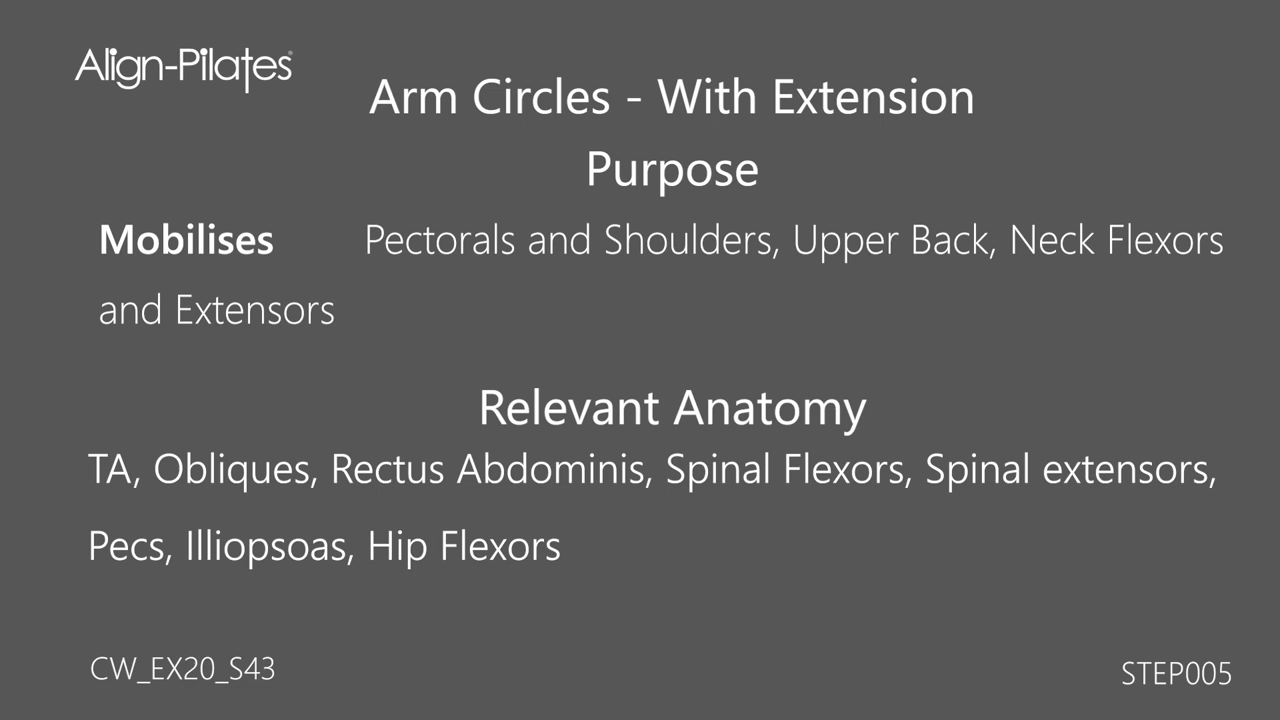 Align-Pilates®
Arm Circles - With Extension
Purpose
Mobilises Pectorals and Shoulders, Upper Back, Neck Flexors
and Extensors
Relevant Anatomy
TA, Obliques, Rectus Abdominis, Spinal Flexors, Spinal extensors,
Pecs, Illiopsoas, Hip Flexors
CW_EX20_S43
STEP005